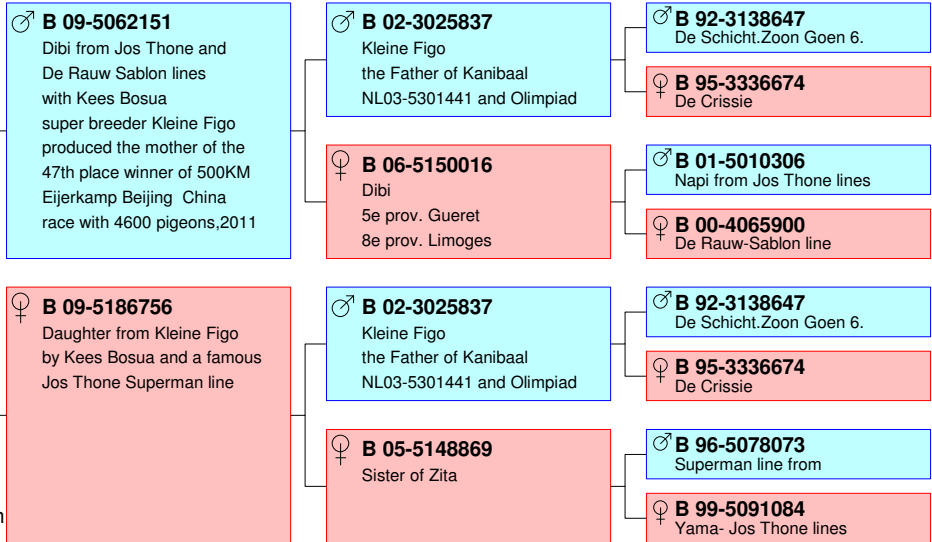 B 09-5062151
Dibi from Jos Thone and
De Rauw Sablon lines
with Kees Bosua
super breeder Kleine Figo
produced the mother of the
47th place winner of 500KM
Eijerkamp Beijing  China
race with 4600 pigeons,2011
B 02-3025837
Kleine Figo
the Father of Kanibaal
NL03-5301441 and Olimpiad
B 92-3138647
De Schicht.Zoon Goen 6.
B 95-3336674
De Crissie
B 06-5150016
Dibi
5e prov. Gueret
8e prov. Limoges
B 01-5010306
Napi from Jos Thone lines
B 00-4065900
De Rauw-Sablon line
B 09-5186756
Daughter from Kleine Figo
by Kees Bosua and a famous
Jos Thone Superman line
B 02-3025837
Kleine Figo
the Father of Kanibaal
NL03-5301441 and Olimpiad
B 92-3138647
De Schicht.Zoon Goen 6.
B 95-3336674
De Crissie
B 05-5148869
Sister of Zita
B 96-5078073
Superman line from
B 99-5091084
Yama- Jos Thone lines